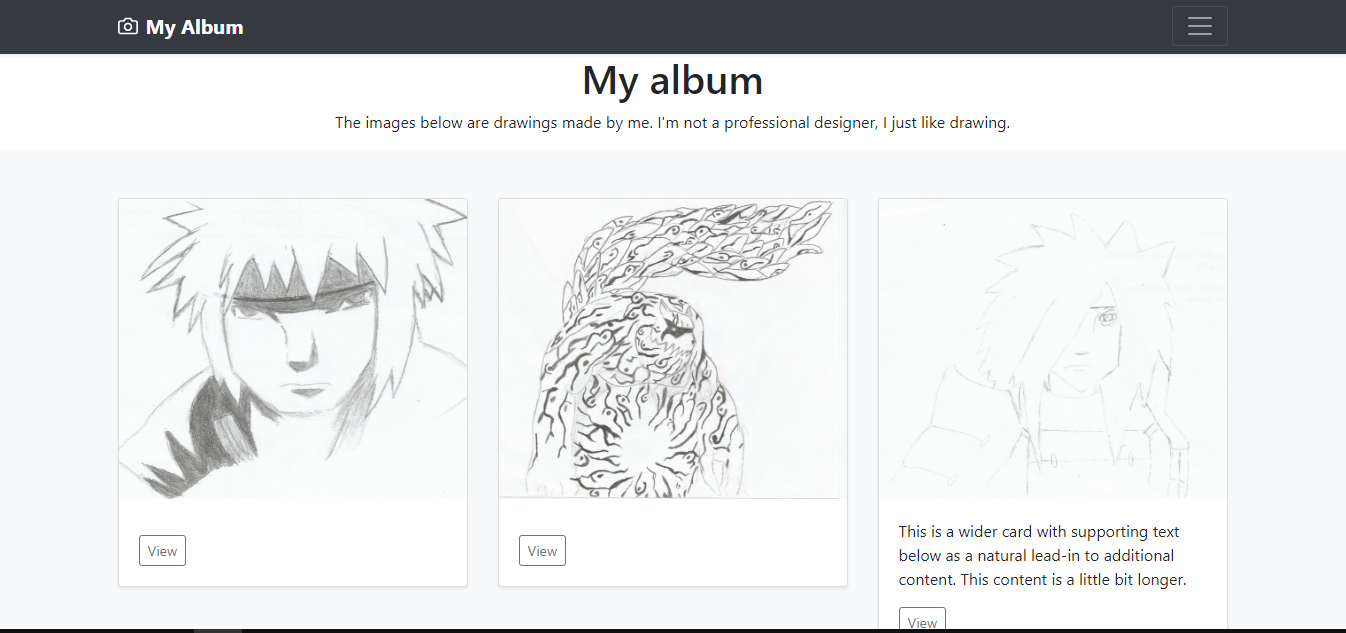 My Album
My album
The images below are drawings made by me. I'm not a professional designer, I just like drawing.
View
View
This is a wider card with supporting text
below as a natural lead-in to additional
content. This content is a little bit longer.
View